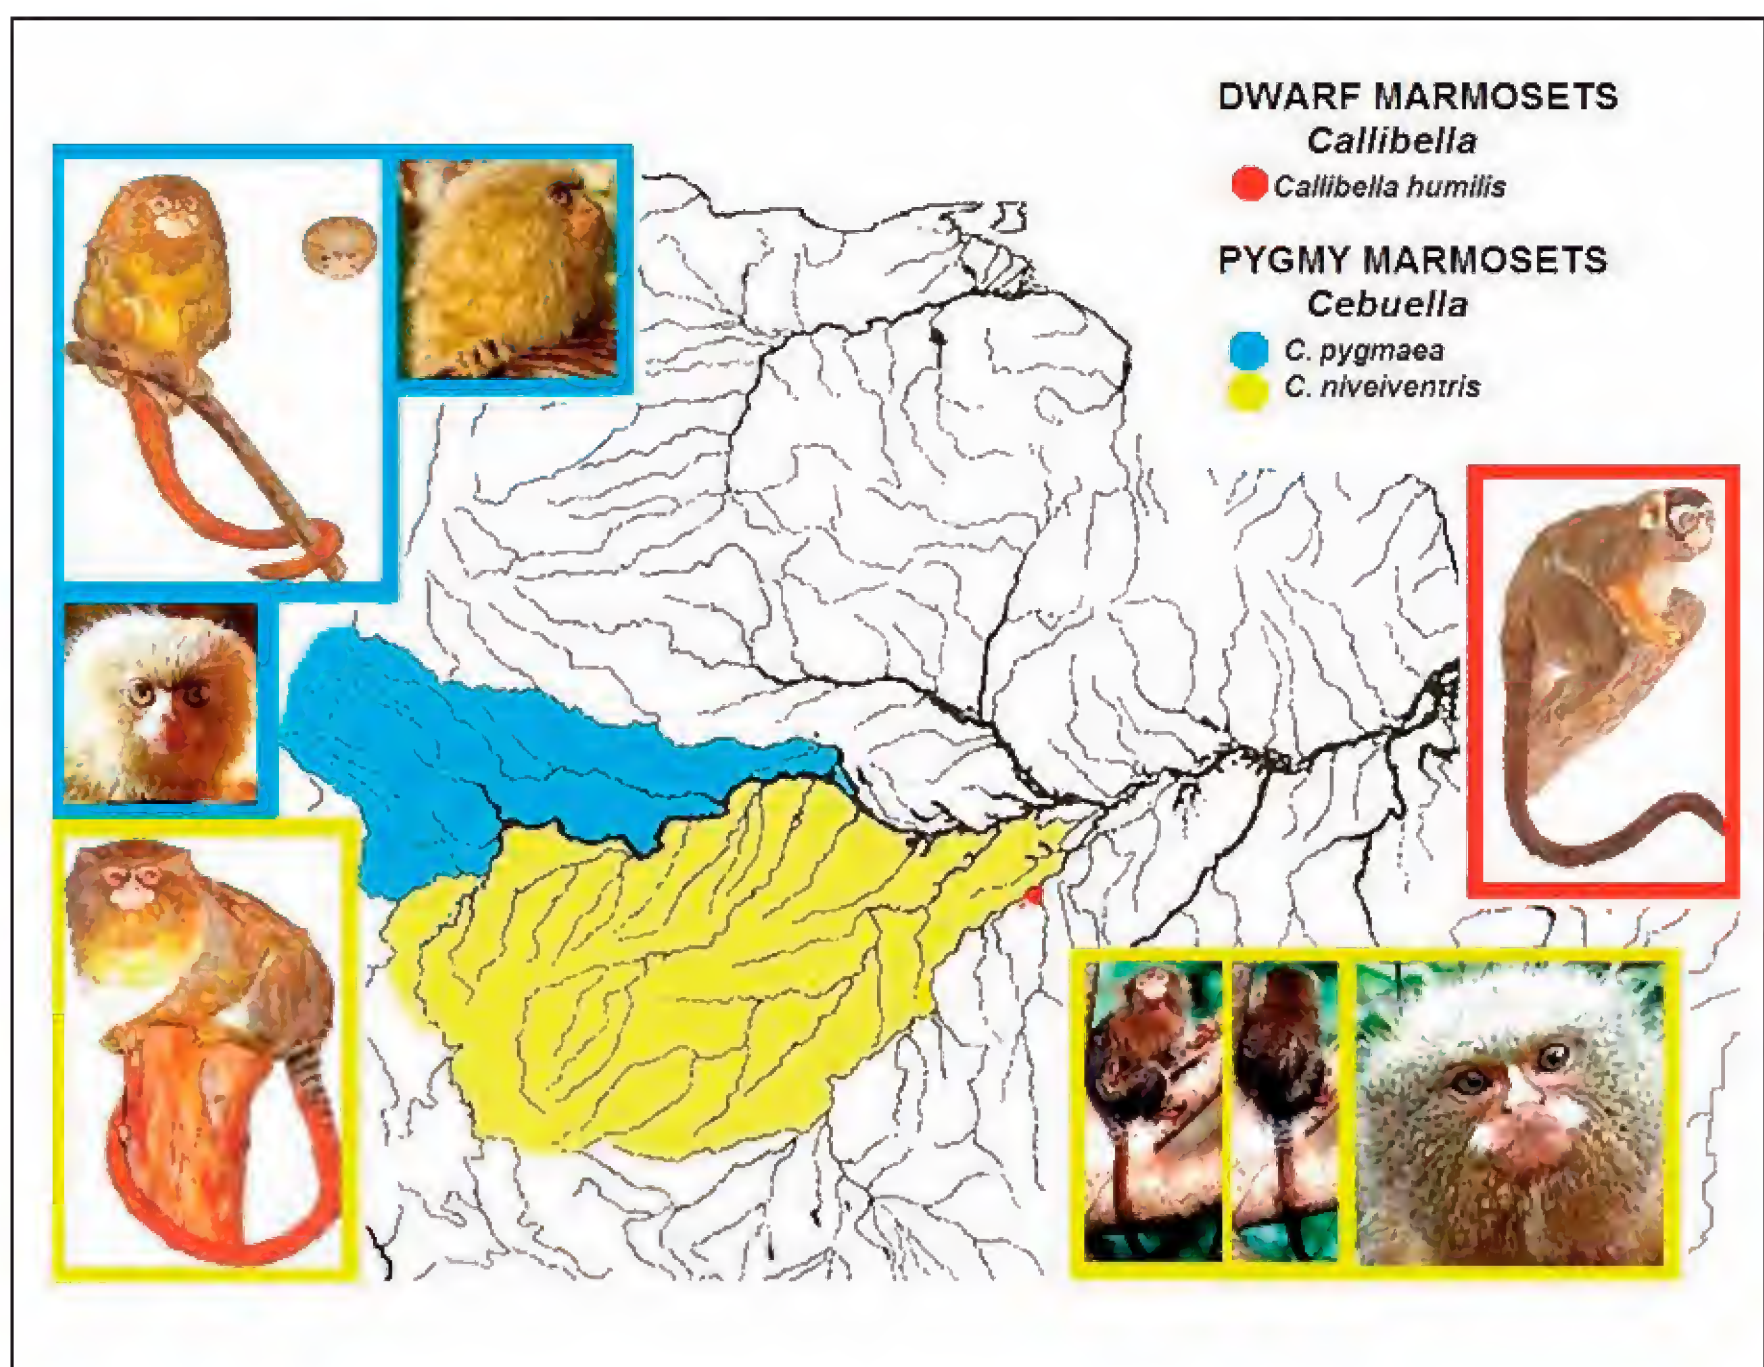 DWARF MARMOSETS
Callibella
Callibella humilis
PYGMY MARMOSETS
Cebuella
C. pygmaea
C. niveiventris